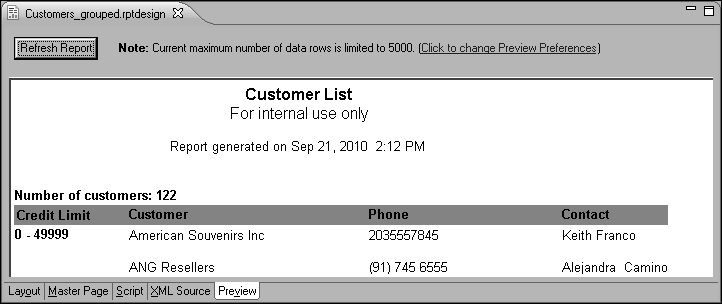 Customers_grouped.rptdesign
Refresh Report Note: Current maximum number of data rows is limited to 5000. (Click to change Preview Preferences)
Customer List
For internal use only
Report generated on Sep 21, 2010 2:12 PM
Number of customers: 122
Credit Limit Customer Phone Contact
0 - 49999 American Souvenirs Inc 2035557845 Keith Franco
ANG Resellers (91) 745 6555 Alejandra Camino
Layout Master Page Script XML Source Preview